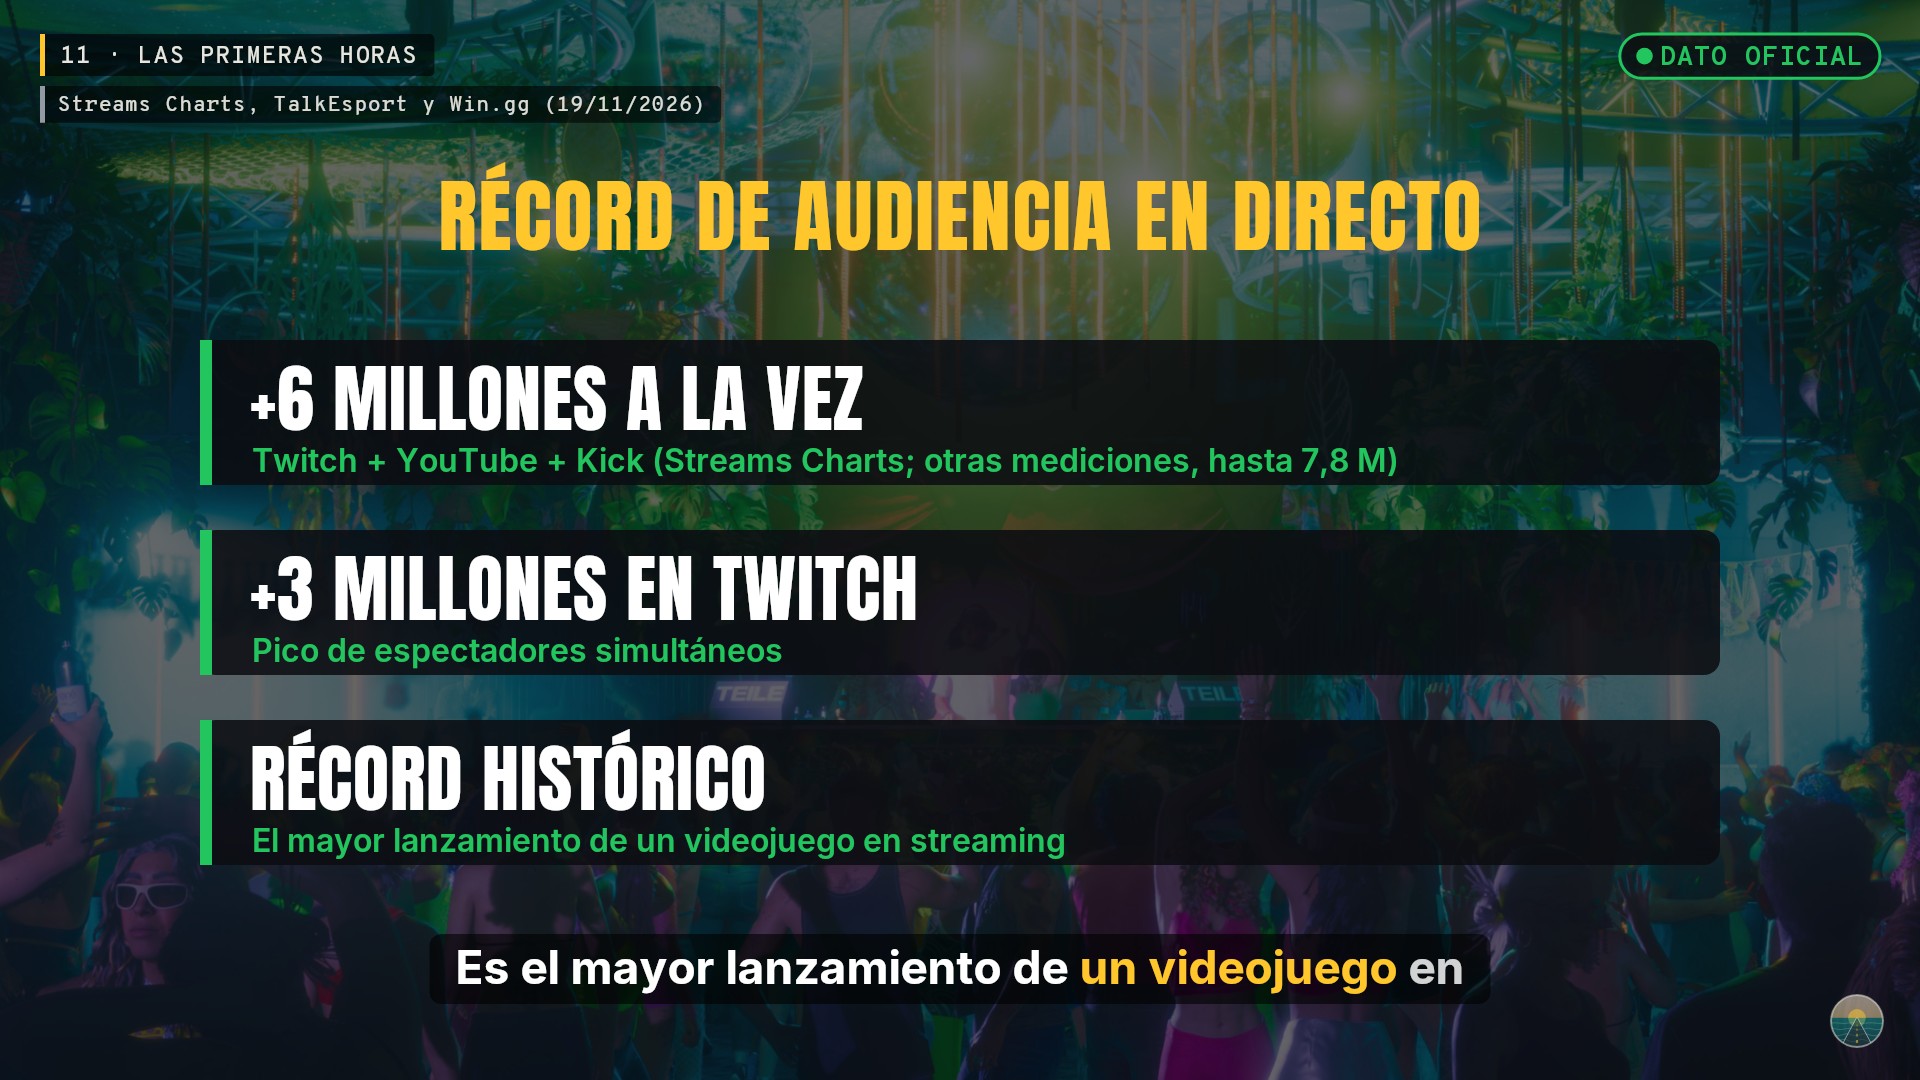 11 · LAS PRIMERAS HORAS
DATO OFICIAL
Streams Charts, TalkEsport y Win.gg (19/11/2026)
RÉCORD DE AUDIENCIA EN DIRECTO
+6 MILLONES A LA VEZ
Twitch + YouTube + Kick (Streams Charts; otras mediciones, hasta 7,8 M)
+3 MILLONES EN TWITCH
Pico de espectadores simultáneos
TEILE TEILE
RÉCORD HISTÓRICO
El mayor lanzamiento de un videojuego en streaming
Es el mayor lanzamiento de un videojuego en